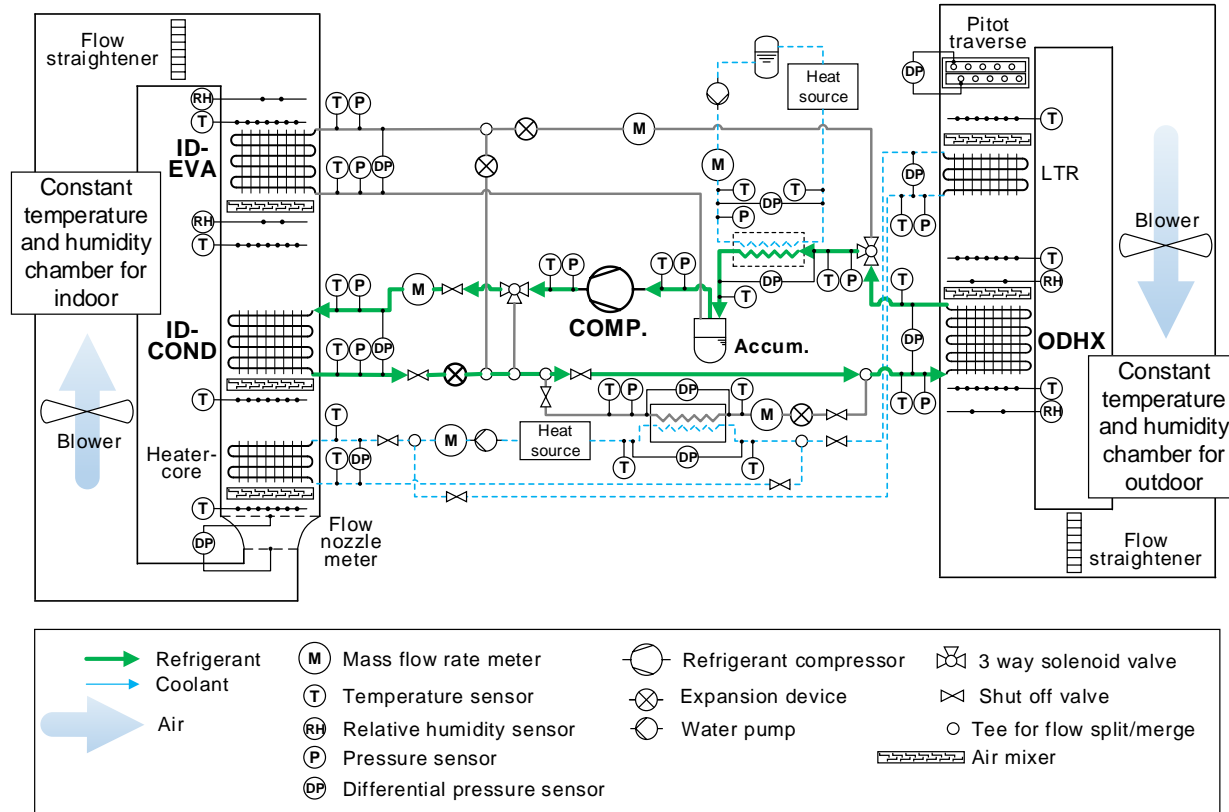 Flow
straightener
Pitot
traverse
DP
Heat
source
RH
T
T
P
M
T
M
T
P
DP
ID-
EVA
LTR
DP
T
T
DP
P
T
P
Constant
temperature
and humidity
chamber for
indoor
RH
T
Blower
T
RH
T
P
T
P
T
P
DP
T
P
T
T
P
M
COMP.
Accum.
ID-
COND
DP
ODHX
T
P
DP
T
P
T
RH
Constant
temperature
and humidity
chamber for
outdoor
T
Blower
T
P
DP
T
M
T
Heater-
core
T
DP
M
Heat
source
T
DP
T
T
DP
Flow
nozzle
meter
Flow
straightener
Refrigerant
Coolant
Air
M Mass flow rate meter
T Temperature sensor
RH Relative humidity sensor
P Pressure sensor
DP Differential pressure sensor
Refrigerant compressor
Expansion device
Water pump
3 way solenoid valve
Shut off valve
Tee for flow split/merge
Air mixer